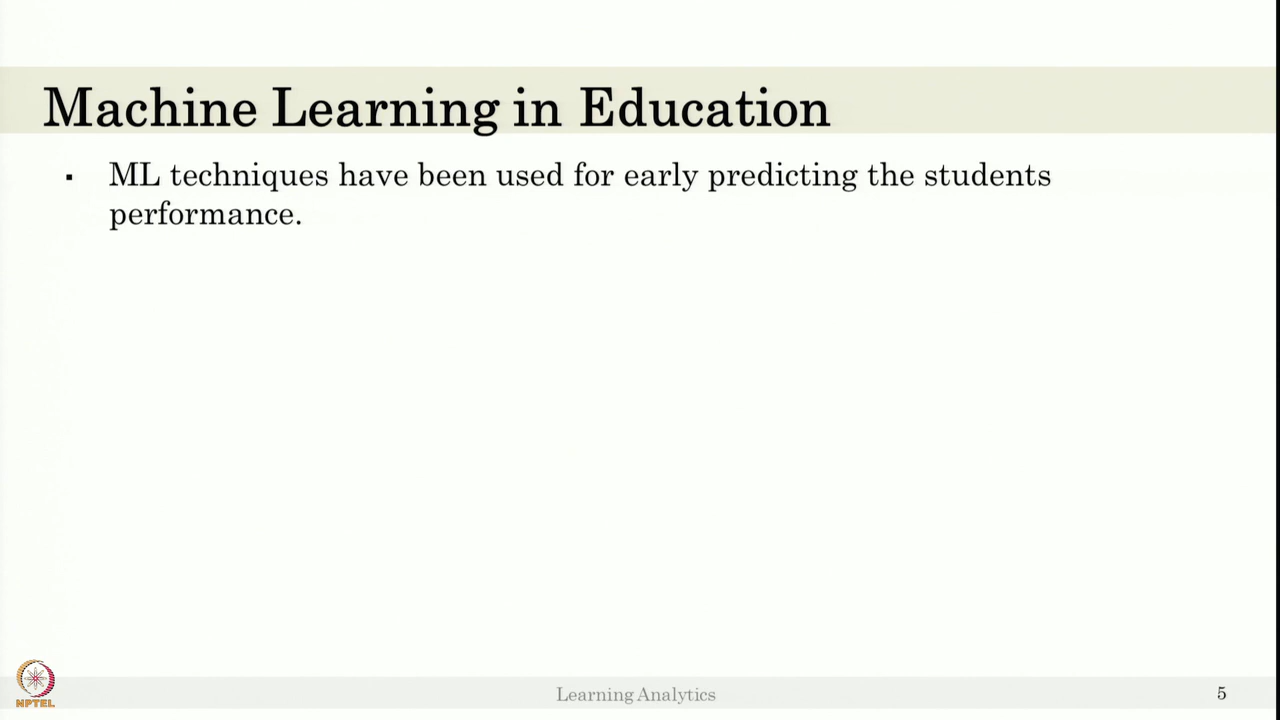 Machine Learning in Education
▪ ML techniques have been used for early predicting the students
performance.
NPTEL
Learning Analytics
5